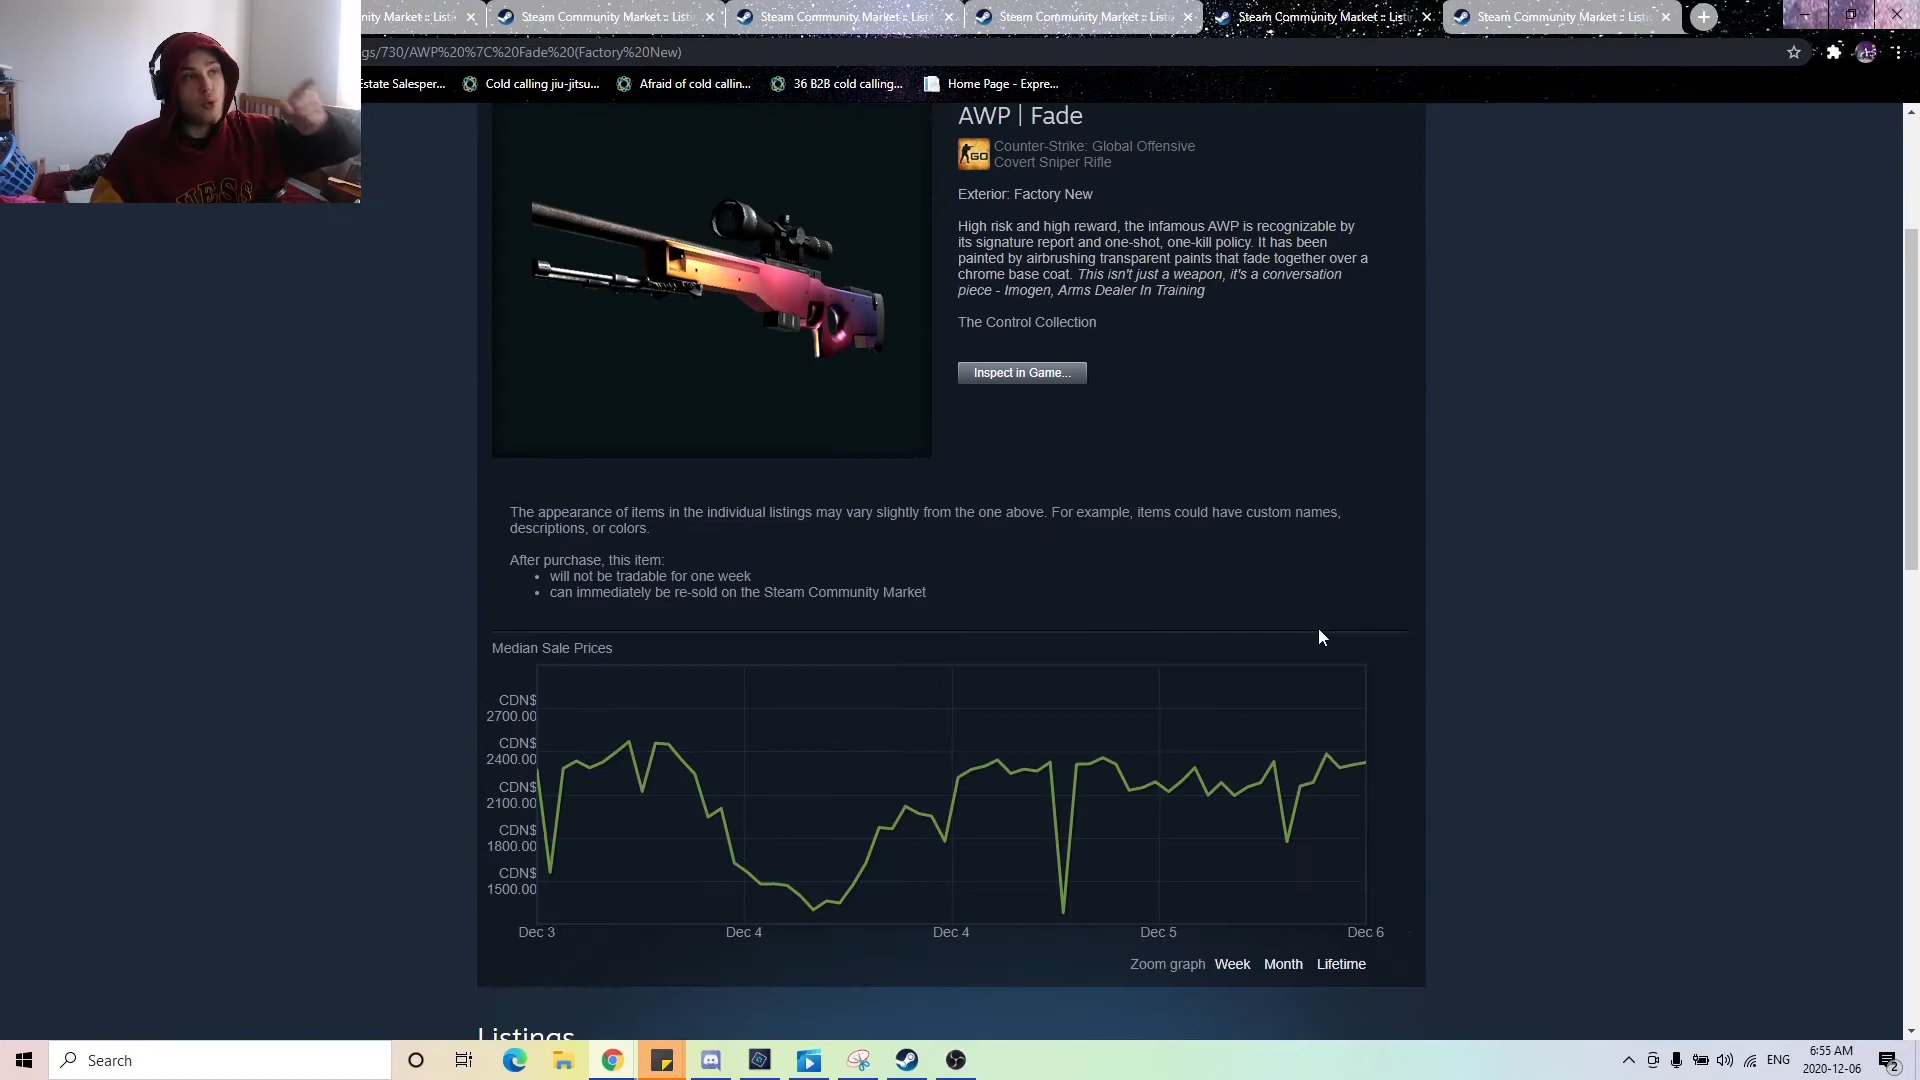 nity Market :: Listi
Steam Community Market :: Listi
Steam Community Market :: Listi
Steam Community Market :: Listi
Steam Community Market :: Listi
Steam Community Market :: Listi
gs/730/AWP%20%7C%20Fade%20(Factory%20New)
Estate Salesper...
Cold calling jiu-jitsu...
Afraid of cold callin...
36 B2B cold calling...
Home Page - Expre...
AWP | Fade
GO
Counter-Strike: Global Offensive
Covert Sniper Rifle
Exterior: Factory New
High risk and high reward, the infamous AWP is recognizable by
its signature report and one-shot, one-kill policy. It has been
painted by airbrushing transparent paints that fade together over a
chrome base coat. This isn't just a weapon, it's a conversation
piece - Imogen, Arms Dealer In Training
The Control Collection
Inspect in Game...
The appearance of items in the individual listings may vary slightly from the one above. For example, items could have custom names,
descriptions, or colors.
After purchase, this item:
• will not be tradable for one week
• can immediately be re-sold on the Steam Community Market
Median Sale Prices
CDN$
2700.00
CDN$
2400.00
CDN$
2100.00
CDN$
1800.00
CDN$
1500.00
Dec 3
Dec 4
Dec 4
Dec 5
Dec 6
Zoom graph Week Month Lifetime
Listings
Search
ENG
6:55 AM
2020-12-06
2